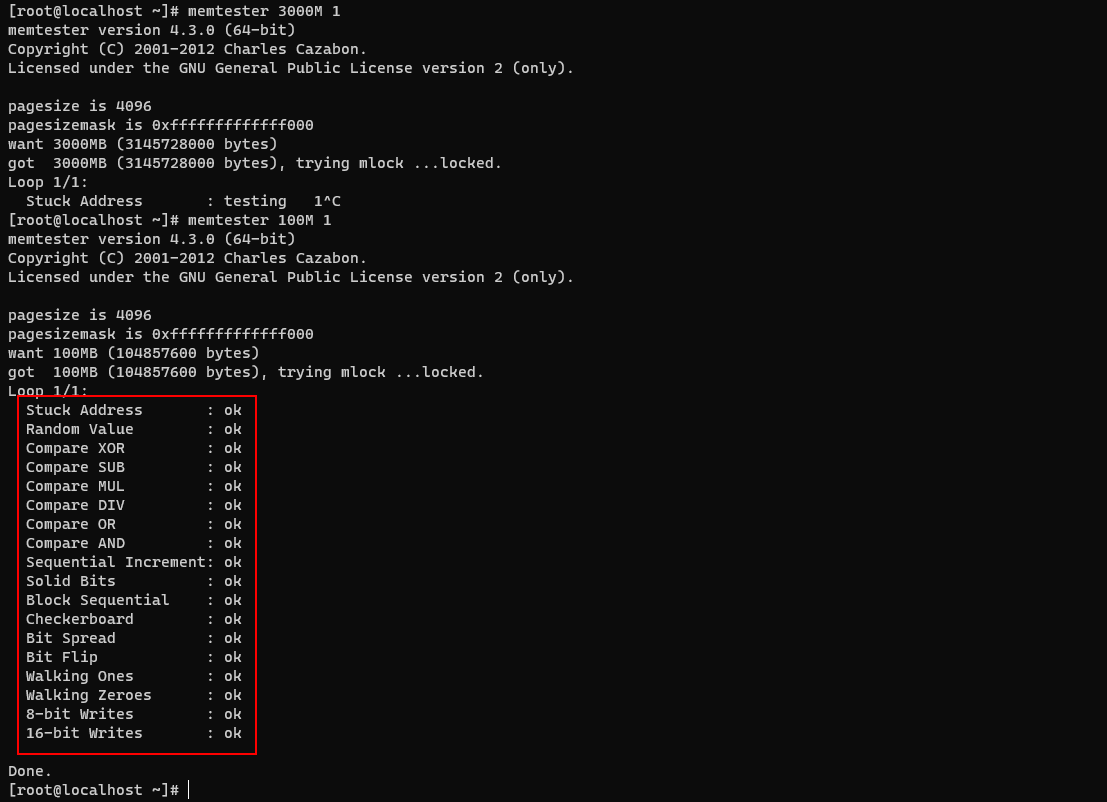 [root@localhost ~]# memtester 3000M 1
memtester version 4.3.0 (64-bit)
Copyright (C) 2001-2012 Charles Cazabon.
Licensed under the GNU General Public License version 2 (only).

pagesize is 4096
pagesizemask is 0xfffffffffffff000
want 3000MB (3145728000 bytes)
got  3000MB (3145728000 bytes), trying mlock ...locked.
Loop 1/1:
  Stuck Address       : testing   1^C
[root@localhost ~]# memtester 100M 1
memtester version 4.3.0 (64-bit)
Copyright (C) 2001-2012 Charles Cazabon.
Licensed under the GNU General Public License version 2 (only).

pagesize is 4096
pagesizemask is 0xfffffffffffff000
want 100MB (104857600 bytes)
got  100MB (104857600 bytes), trying mlock ...locked.
Loop 1/1:
  Stuck Address       : ok
  Random Value        : ok
  Compare XOR         : ok
  Compare SUB         : ok
  Compare MUL         : ok
  Compare DIV         : ok
  Compare OR          : ok
  Compare AND         : ok
  Sequential Increment: ok
  Solid Bits          : ok
  Block Sequential    : ok
  Checkerboard        : ok
  Bit Spread          : ok
  Bit Flip            : ok
  Walking Ones        : ok
  Walking Zeroes      : ok
  8-bit Writes        : ok
  16-bit Writes       : ok

Done.
[root@localhost ~]#